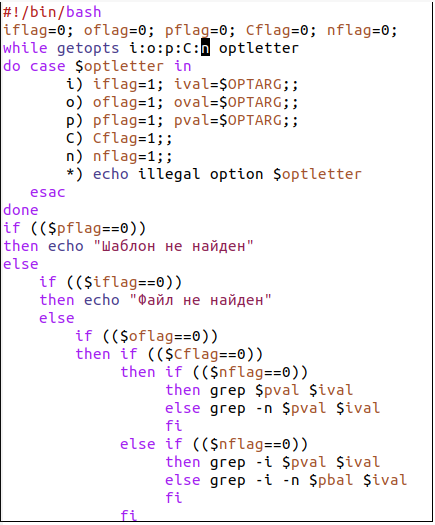 #!/bin/bash
iflag=0; oflag=0; pflag=0; Cflag=0; nflag=0;
while getopts i:o:p:C:n optletter
do case $optletter in
i) iflag=1; ival=$OPTARG;;
o) oflag=1; oval=$OPTARG;;
p) pflag=1; pval=$OPTARG;;
C) Cflag=1;;
n) nflag=1;;
*) echo illegal option $optletter
esac
done
if (($pflag==0))
then echo "Шаблон не найден"
else
if (($iflag==0))
then echo "Файл не найден"
else
if (($oflag==0))
then if (($Cflag==0))
then if (($nflag==0))
then grep $pval $ival
else grep -n $pval $ival
fi
else if (($nflag==0))
then grep -i $pval $ival
else grep -i -n $pbal $ival
fi
fi